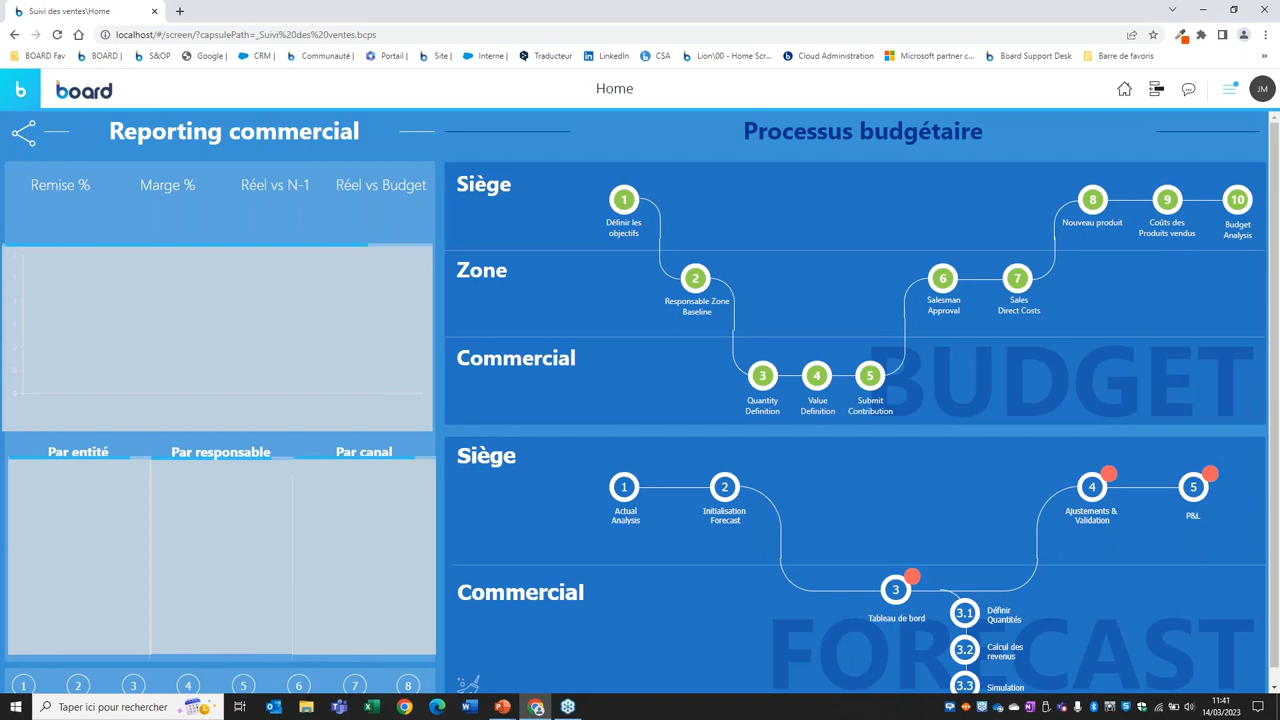 Suivi des ventes\Home
localhost/#/screen/?capsulePath=_Suivi%20des%20ventes.bcps
BOARD Fav
BOARD |
S&OP
Google |
CRM |
Communauté |
Portail |
Site |
Interne |
Traducteur
LinkedIn
CSA
Lion\00 - Home Scr...
Cloud Administration
Microsoft partner c...
Board Support Desk
Barre de favoris
b
board
Home
JM
Reporting commercial
Processus budgétaire
Remise %
Marge %
Réel vs N-1
Réel vs Budget
Par entité
Par responsable
Par canal
1 2 3 4 5 6 7 8
Siège
1
Définir les
objectifs
8
Nouveau produit
9
Coûts des
Produits vendus
10
Budget
Analysis
Zone
2
Responsable Zone
Baseline
6
Salesman
Approval
7
Sales
Direct Costs
Commercial
3
Quantity
Definition
4
Value
Definition
5
Submit
Contribution
BUDGET
Siège
1
Actual
Analysis
2
Initialisation
Forecast
4
Ajustements &
Validation
5
P&L
Commercial
3
Tableau de bord
3.1
Définir
Quantités
3.2
Calcul des
revenus
3.3
Simulation
FORECAST
Taper ici pour rechercher
11:41
14/03/2023